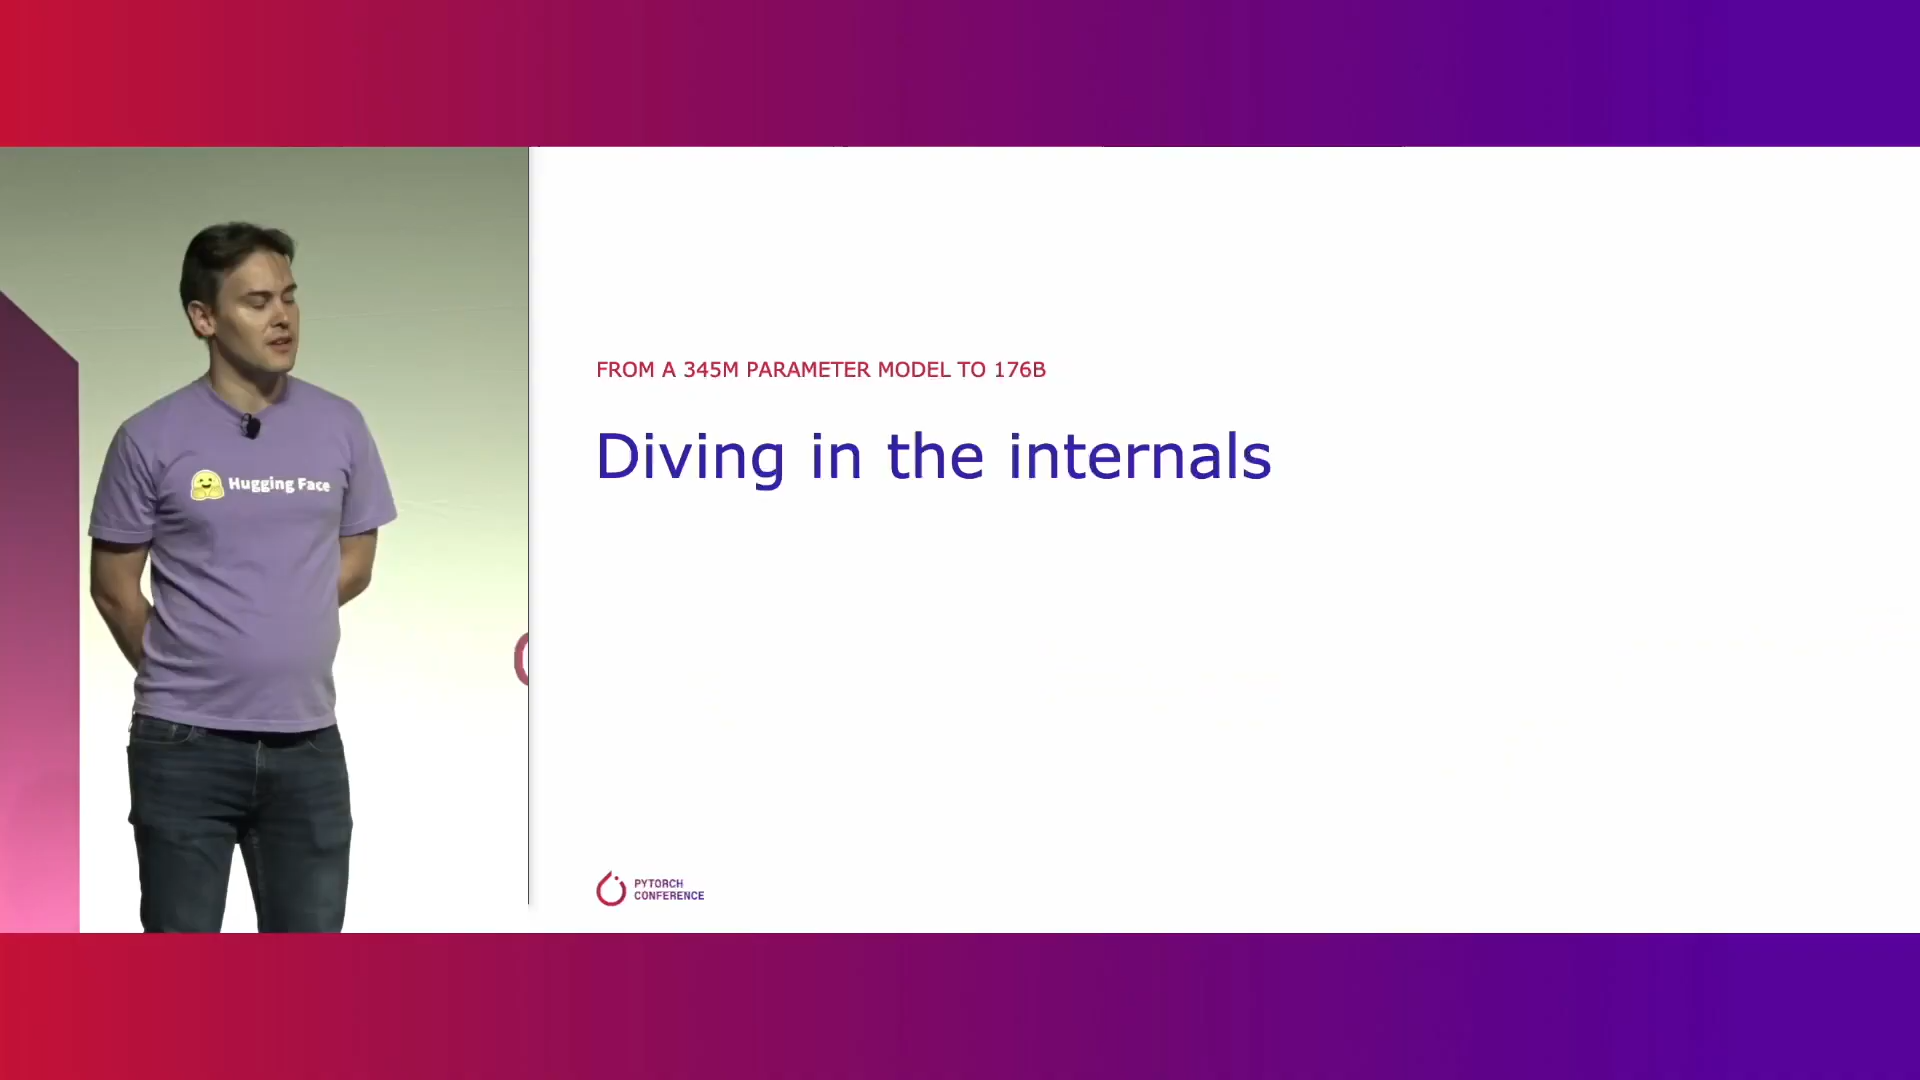 Hugging Face
FROM A 345M PARAMETER MODEL TO 176B
Diving in the internals
PYTORCH
CONFERENCE